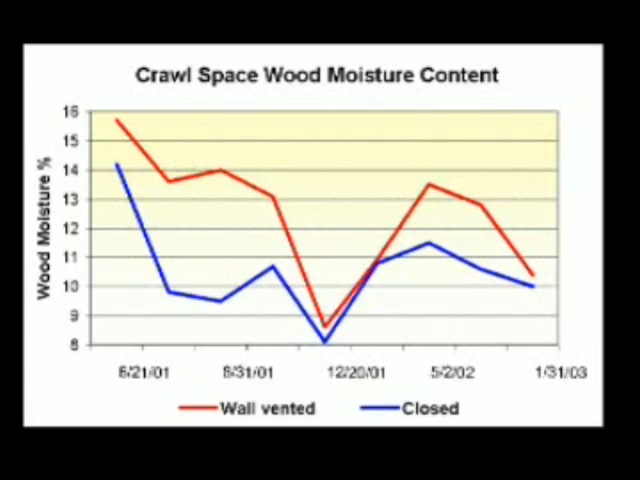 Crawl Space Wood Moisture Content
Wood Moisture %
16
15
14
13
12
11
10
9
8
6/21/01 8/31/01 12/20/01 5/2/02 1/31/03
Wall vented Closed